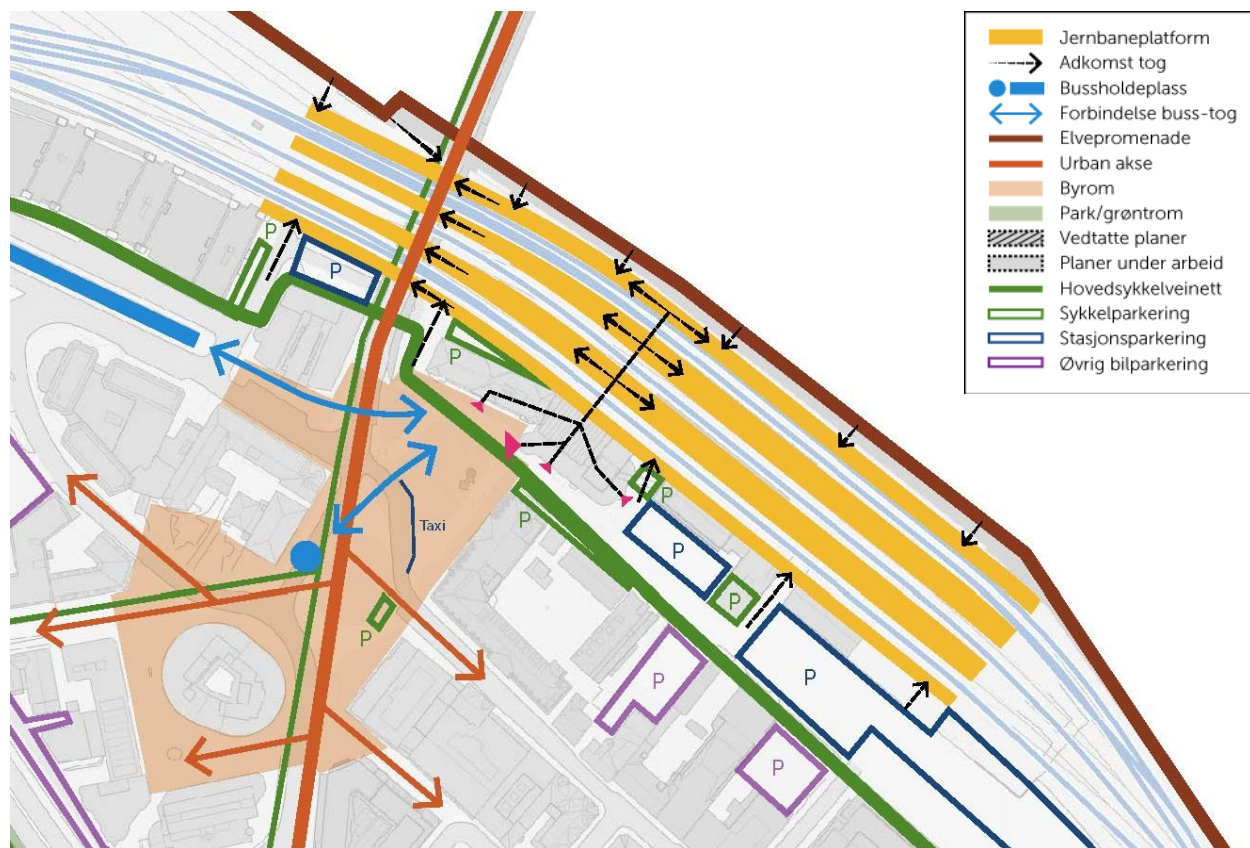 Jernbaneplatform
Adkomst tog
Bussholdeplass
Forbindelse buss-tog
Elvepromenade
Urban akse
Byrom
Park/grøntrom
Vedtatte planer
Planer under arbeid
Hovedsykkelveinett
Sykkelparkering
Stasjonsparkering
Øvrig bilparkering
P
P
P
P
P
Taxi
P
P
P
P
P
P